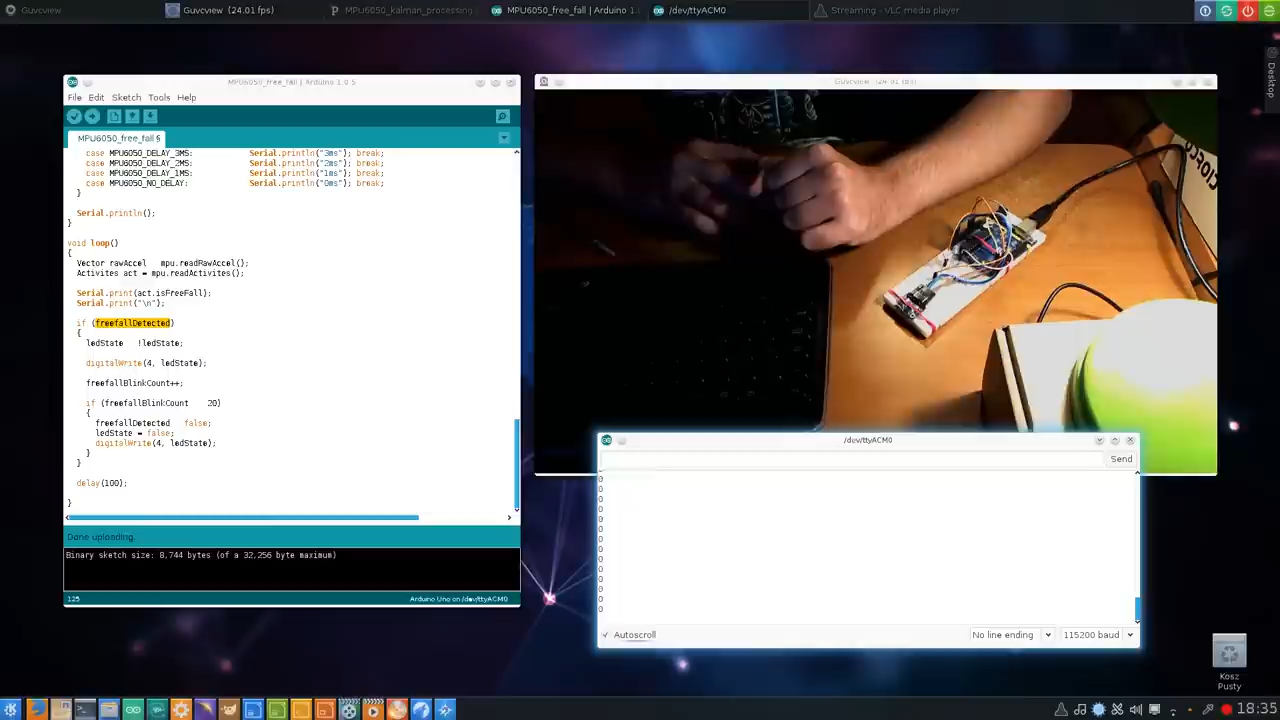 Guvcview
Guvcview (24.01 fps)
MPU6050_kalman_processing
MPU6050_free_fall | Arduino 1.
/dev/ttyACM0
Streaming - VLC media player
Desktop
MPU6050_free_fall | Arduino 1.0.5
File Edit Sketch Tools Help
MPU6050_free_fall §
case MPU6050_DELAY_3MS: Serial.println("3ms"); break;
case MPU6050_DELAY_2MS: Serial.println("2ms"); break;
case MPU6050_DELAY_1MS: Serial.println("1ms"); break;
case MPU6050_NO_DELAY: Serial.println("0ms"); break;
}
Serial.println();
}
void loop()
{
Vector rawAccel mpu.readRawAccel();
Activites act = mpu.readActivites();
Serial.print(act.isFreeFall);
Serial.print("\n");
if (freefallDetected)
{
ledState !ledState;
digitalWrite(4, ledState);
freefallBlinkCount++;
if (freefallBlinkCount 20)
{
freefallDetected false;
ledState = false;
digitalWrite(4, ledState);
}
}
delay(100);
}
Done uploading.
Binary sketch size: 8,744 bytes (of a 32,256 byte maximum)
125
Arduino Uno on /dev/ttyACM0
/dev/ttyACM0
Send
0
0
0
0
0
0
0
0
0
0
0
0
0
0
Autoscroll
No line ending
115200 baud
Kosz
Pusty
18:35